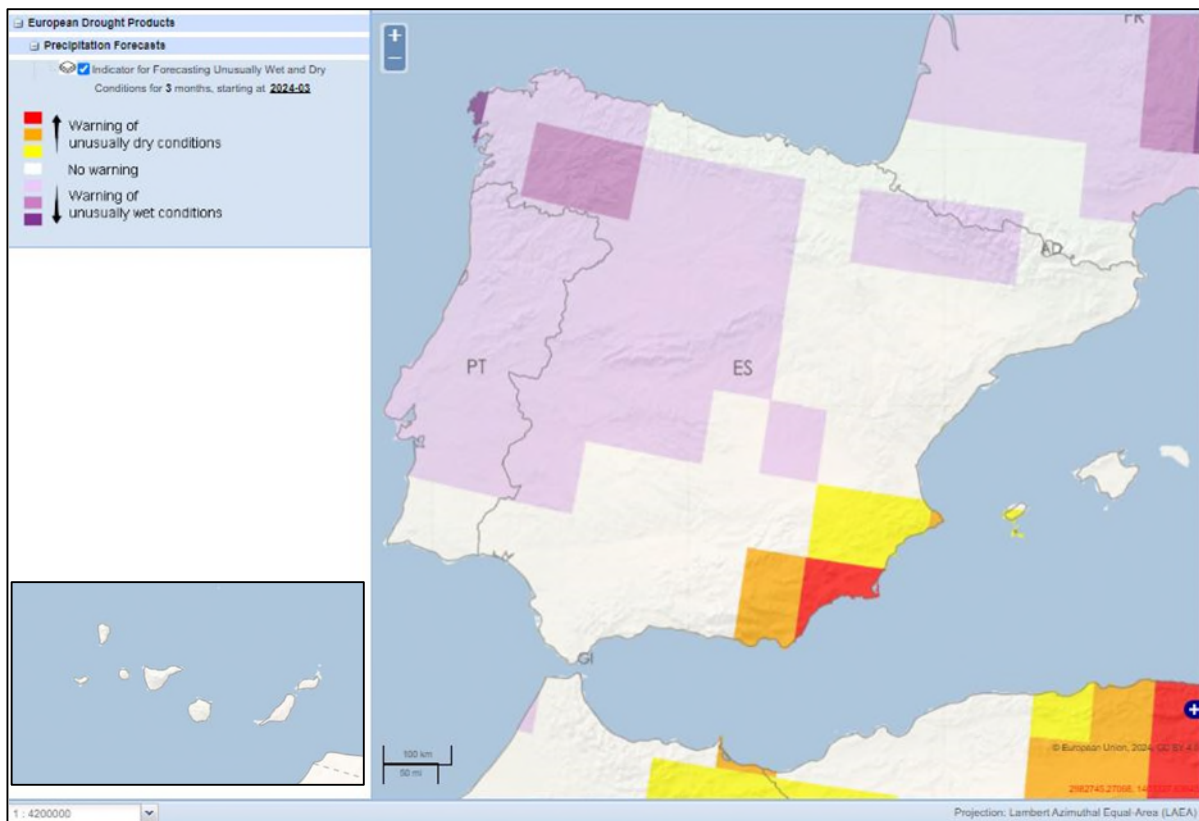 European Drought Products
Precipitation Forecasts
Indicator for Forecasting Unusually Wet and Dry
Conditions for 3 months, starting at 2024-03
Warning of
unusually dry conditions
No warning
Warning of
unusually wet conditions
+
−
FR
AD
PT
ES
GI
100 km
50 mi
+
© European Union, 2024, CC BY 4.0
1 : 4200000
Projection: Lambert Azimuthal Equal-Area (LAEA)